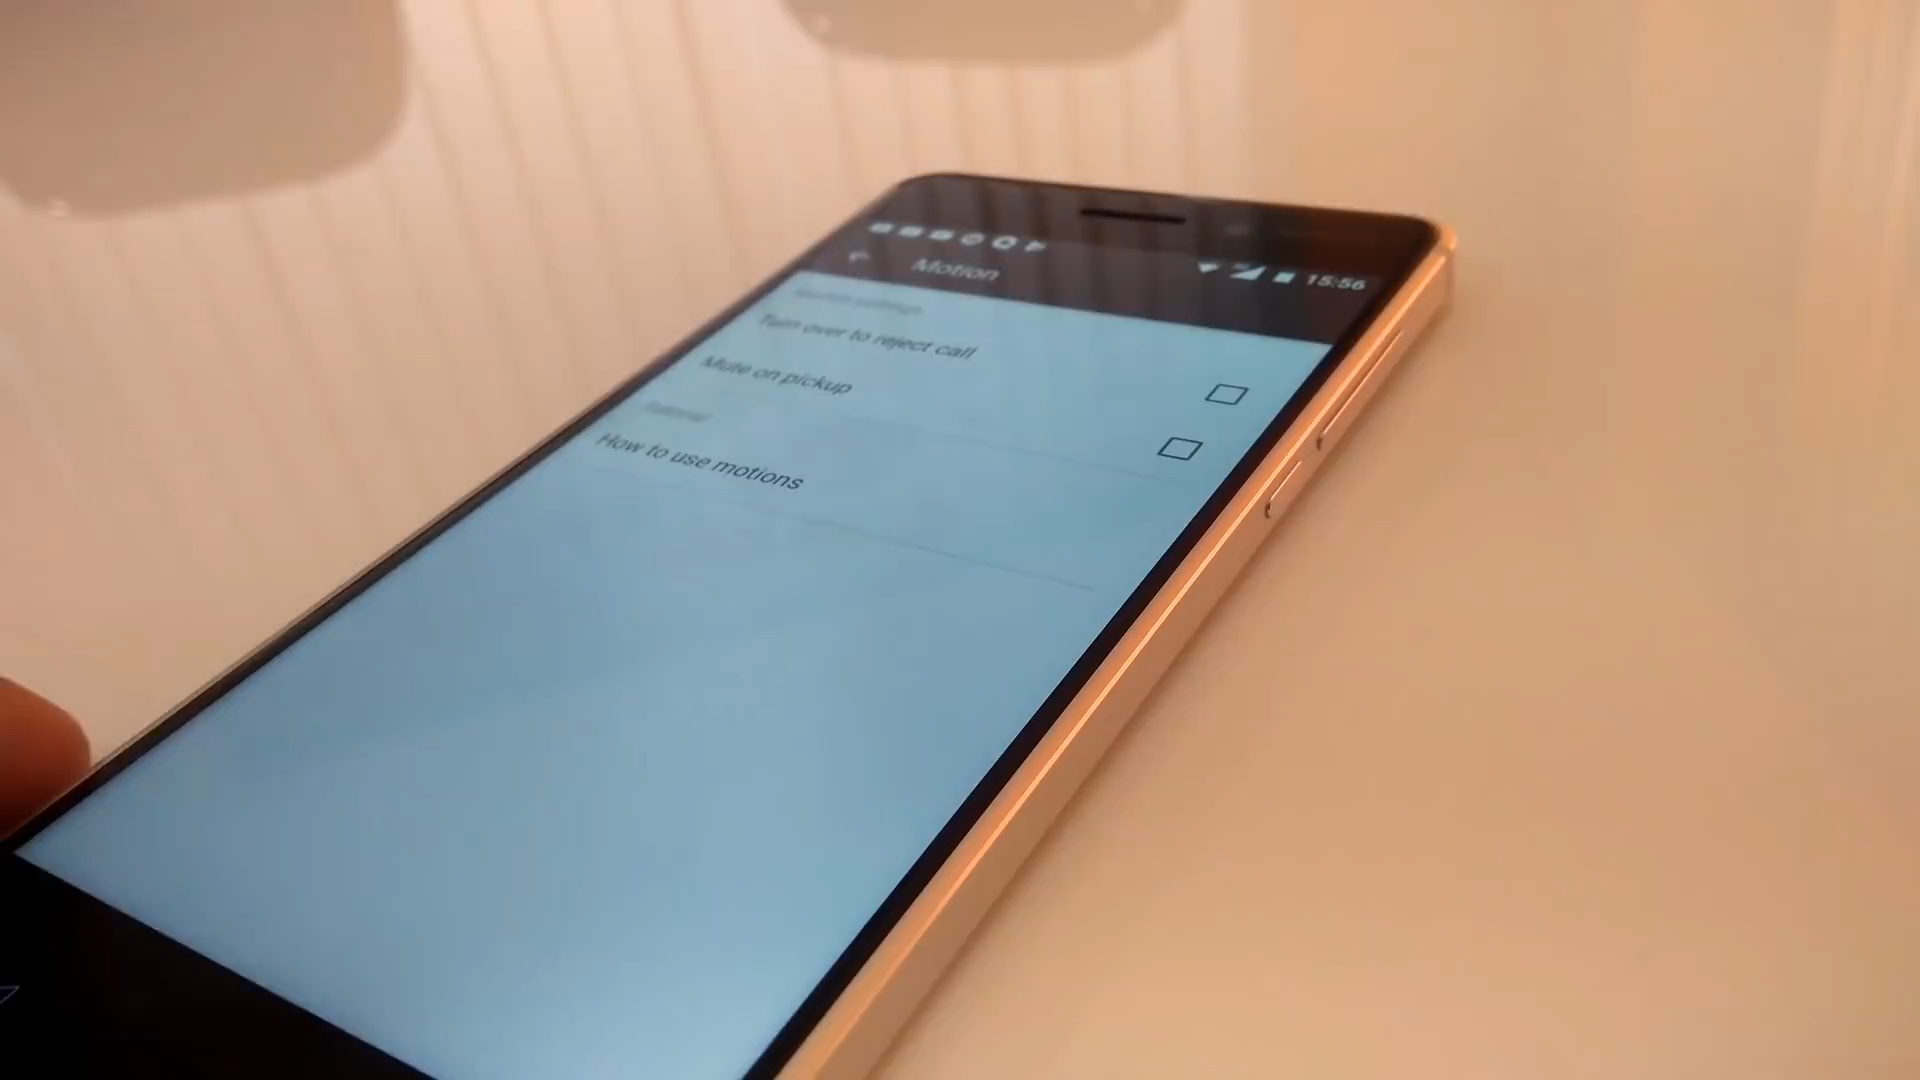 15:56
Motion
Turn over to reject call
Mute on pickup
How to use motions